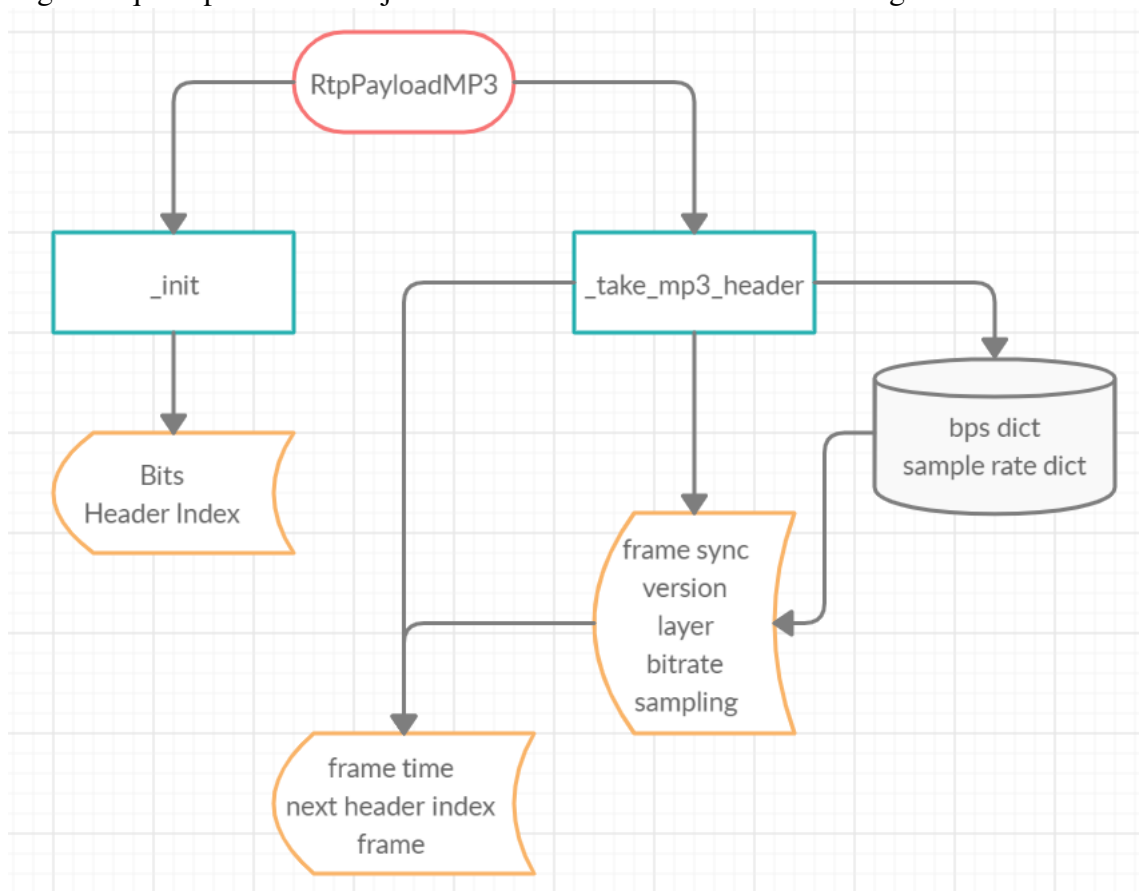 RtpPayloadMP3
_init
_take_mp3_header
bps dict
sample rate dict
Bits
Header Index
frame sync
version
layer
bitrate
sampling
frame time
next header index
frame